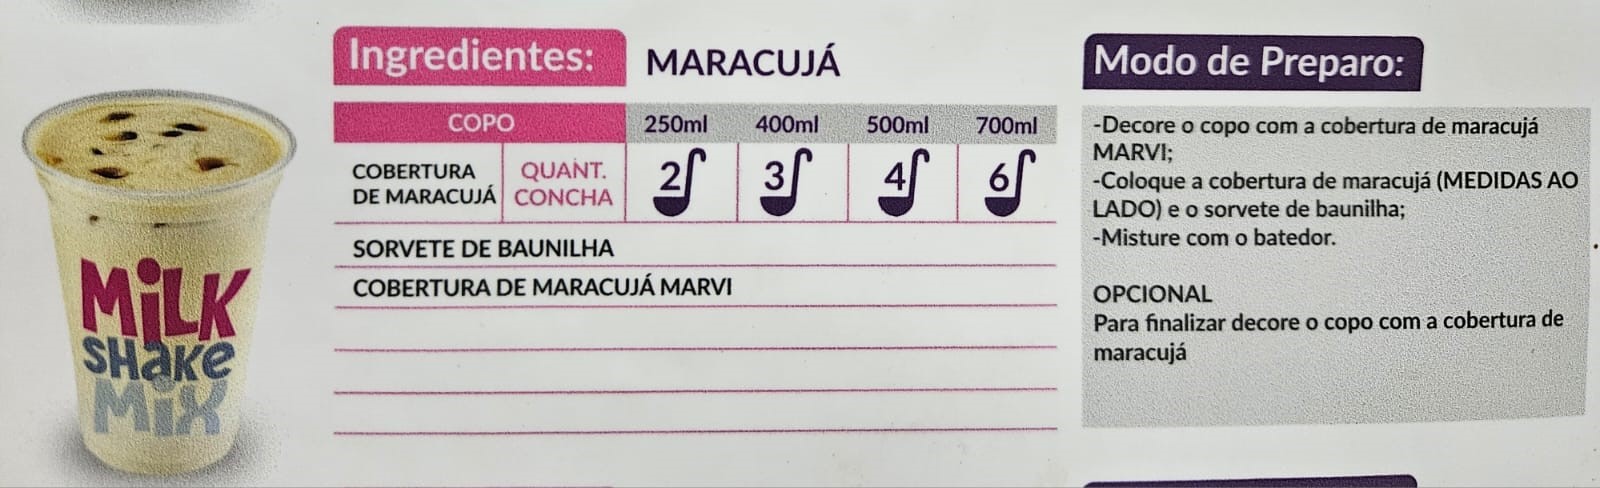 Ingredientes: MARACUJÁ
COPO 250ml 400ml 500ml 700ml
COBERTURA DE MARACUJÁ QUANT. CONCHA 2 3 4 6
SORVETE DE BAUNILHA
COBERTURA DE MARACUJÁ MARVI
MiLK
SHaKe
MiX
Modo de Preparo:
-Decore o copo com a cobertura de maracujá
MARVI;
-Coloque a cobertura de maracujá (MEDIDAS AO
LADO) e o sorvete de baunilha;
-Misture com o batedor.
OPCIONAL
Para finalizar decore o copo com a cobertura de
maracujá